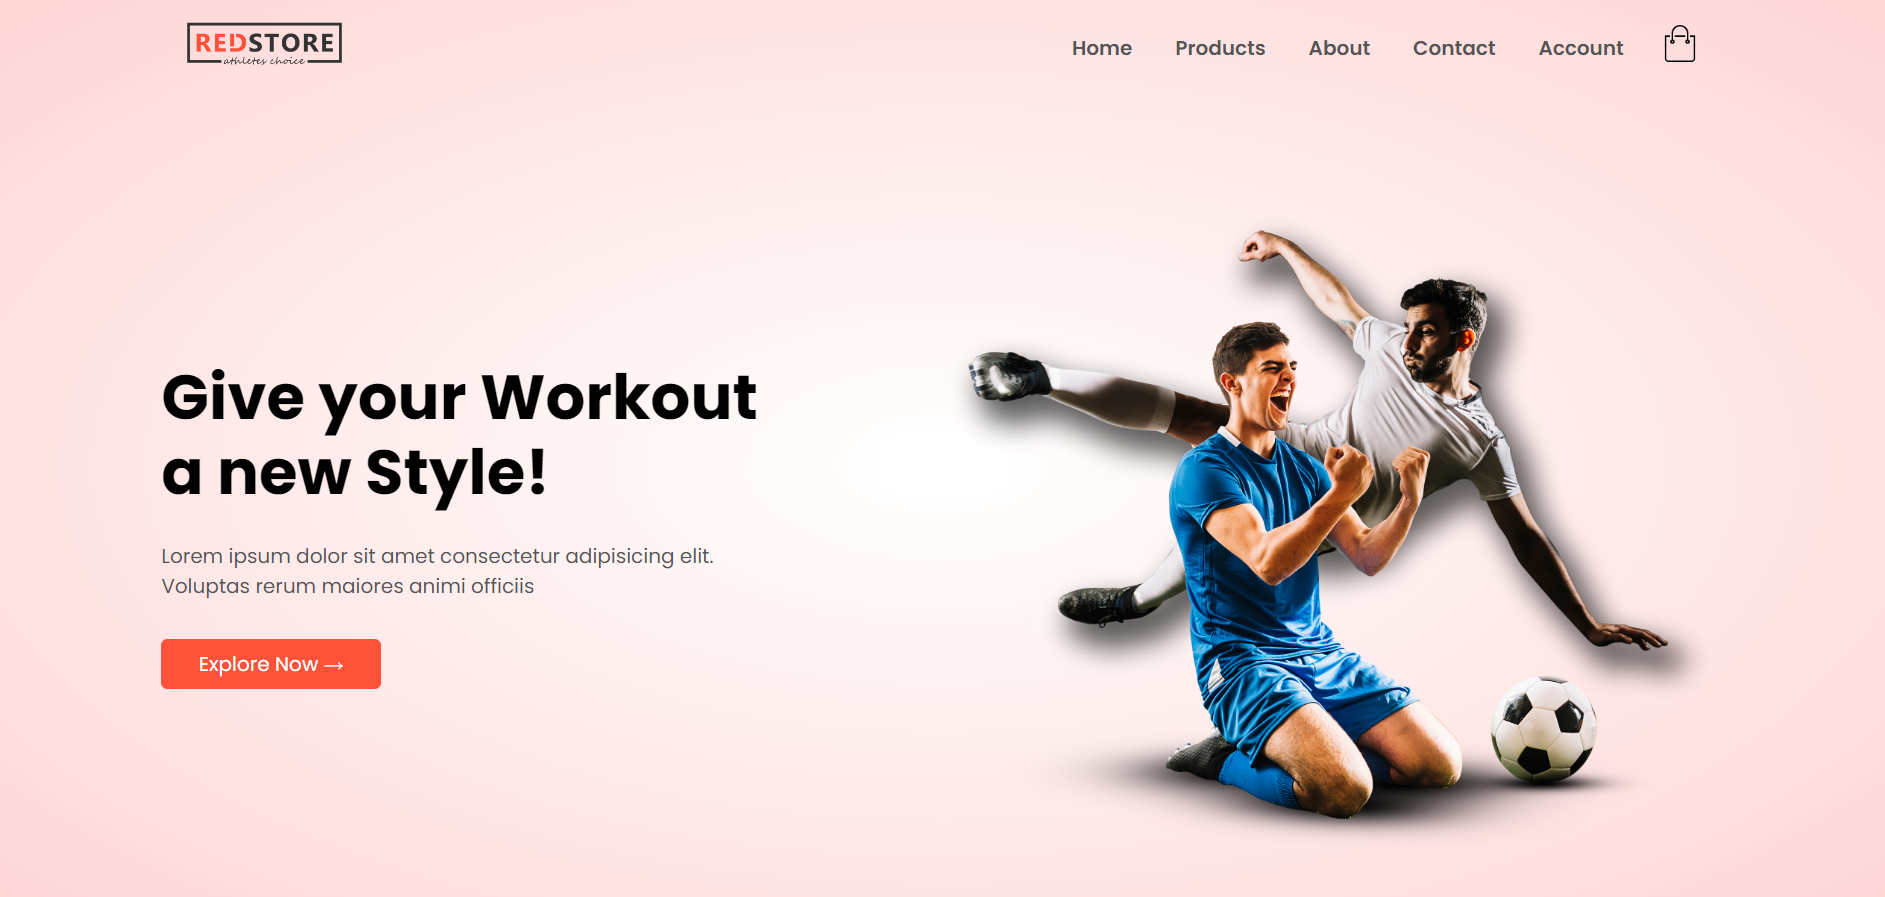 REDSTORE
athletes choice
Home Products About Contact Account
Give your Workout
a new Style!
Lorem ipsum dolor sit amet consectetur adipisicing elit.
Voluptas rerum maiores animi officiis
Explore Now →